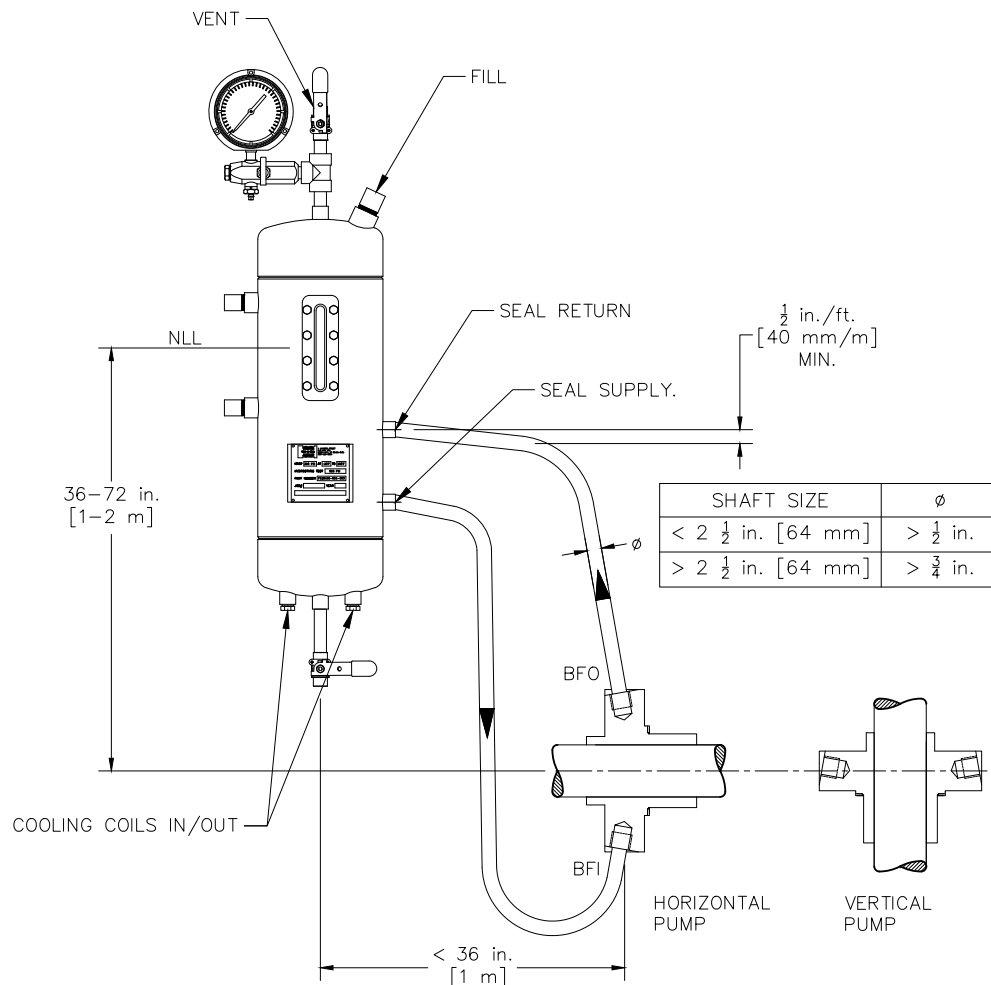 VENT
FILL
SEAL RETURN
1/2 in./ft.
[40 mm/m]
MIN.
NLL
SEAL SUPPLY.
36-72 in.
[1-2 m]
SHAFT SIZE ø
< 2 1/2 in. [64 mm] > 1/2 in.
> 2 1/2 in. [64 mm] > 3/4 in.
ø
BFO
COOLING COILS IN/OUT
BFI
HORIZONTAL
PUMP
VERTICAL
PUMP
< 36 in.
[1 m]